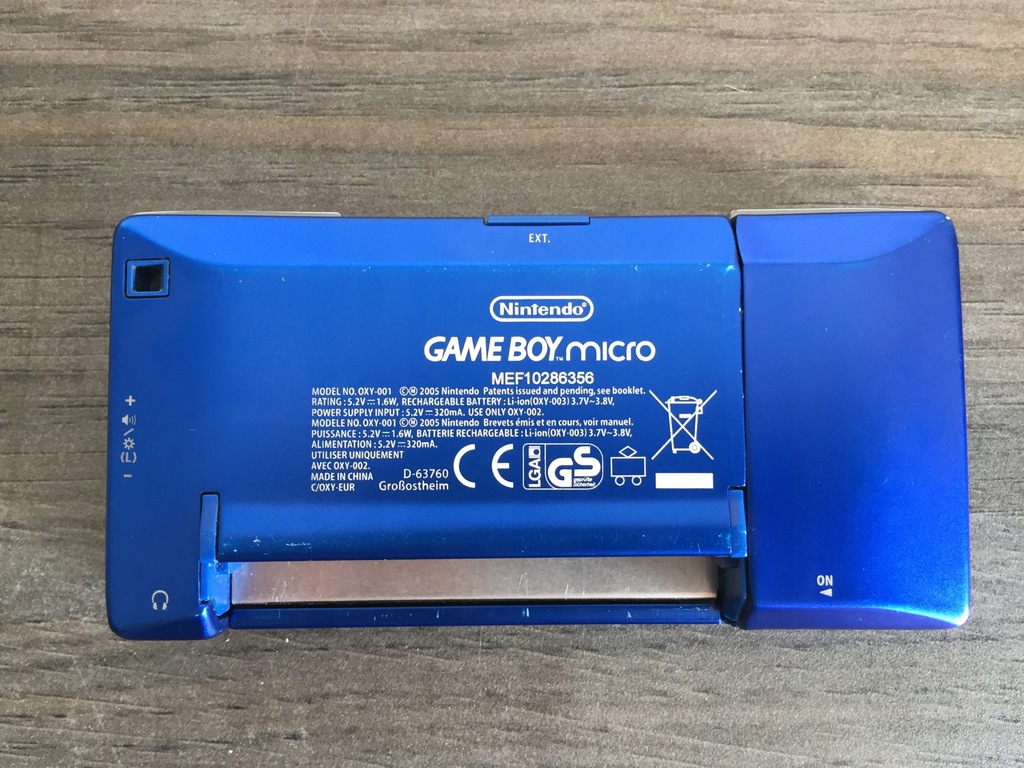 EXT.
Nintendo®
GAME BOY™ micro
MEF10286356
MODEL NO. OXY-001 ©Ⓜ 2005 Nintendo Patents issued and pending, see booklet.
RATING : 5.2V⎓1.6W, RECHARGEABLE BATTERY : Li-ion(OXY-003) 3.7V~3.8V,
POWER SUPPLY INPUT : 5.2V⎓320mA. USE ONLY OXY-002.
MODELE NO. OXY-001 ©Ⓜ 2005 Nintendo Brevets émis et en cours, voir manuel.
PUISSANCE : 5.2V⎓1.6W, BATTERIE RECHARGEABLE : Li-ion(OXY-003) 3.7V~3.8V,
ALIMENTATION : 5.2V⎓320mA.
UTILISER UNIQUEMENT
AVEC OXY-002.
MADE IN CHINA
C/OXY-EUR
D-63760
Großostheim
CE
LGA
GS
geprüfte
Sicherheit
ON